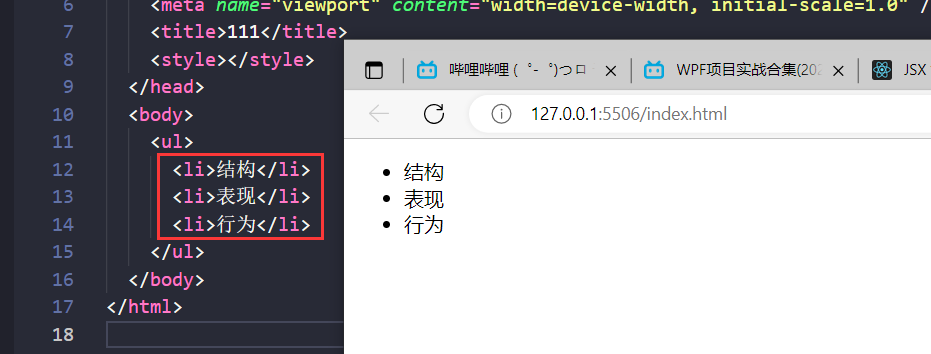 6 <meta name="viewport" content="width=device-width, initial-scale=1.0" /
7 <title>111</title>
8 <style></style>
9 </head>
10 <body>
11 <ul>
12 <li>结构</li>
13 <li>表现</li>
14 <li>行为</li>
15 </ul>
16 </body>
17 </html>
18
哔哩哔哩 (゜-゜)つロ
WPF项目实战合集(202
JSX
127.0.0.1:5506/index.html
• 结构
• 表现
• 行为